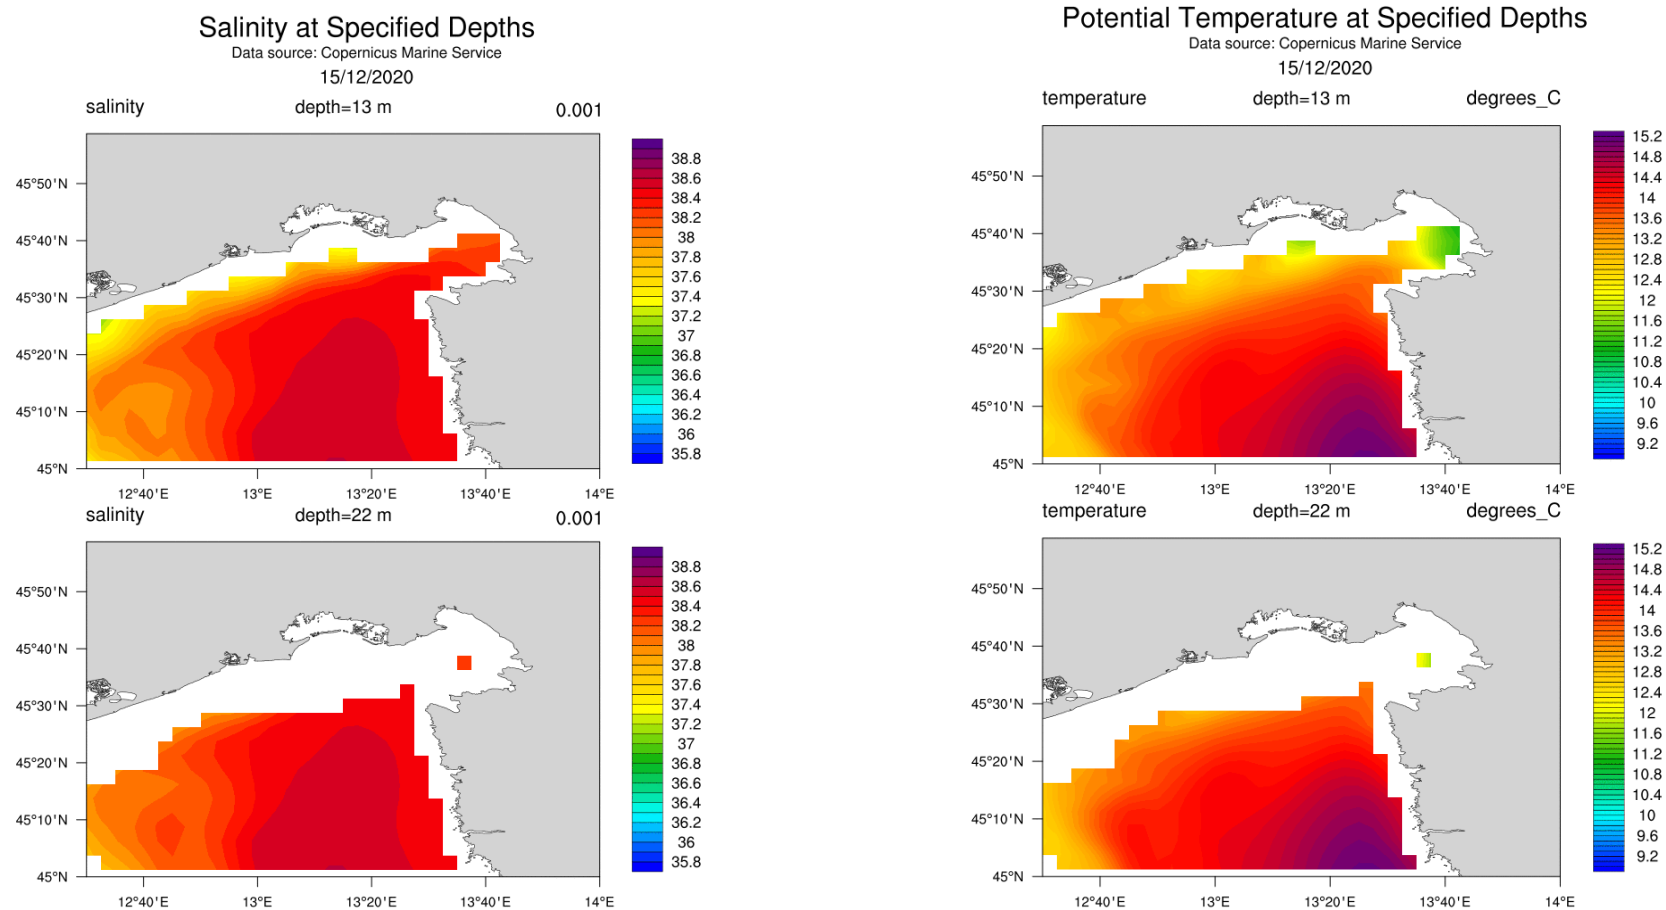 Salinity at Specified Depths
Data source: Copernicus Marine Service
15/12/2020
salinity depth=13 m 0.001
45°50'N
45°40'N
45°30'N
45°20'N
45°10'N
45°N
12°40'E 13°E 13°20'E 13°40'E 14°E
38.8
38.6
38.4
38.2
38
37.8
37.6
37.4
37.2
37
36.8
36.6
36.4
36.2
36
35.8
salinity depth=22 m 0.001
45°50'N
45°40'N
45°30'N
45°20'N
45°10'N
45°N
12°40'E 13°E 13°20'E 13°40'E 14°E
38.8
38.6
38.4
38.2
38
37.8
37.6
37.4
37.2
37
36.8
36.6
36.4
36.2
36
35.8
Potential Temperature at Specified Depths
Data source: Copernicus Marine Service
15/12/2020
temperature depth=13 m degrees_C
45°50'N
45°40'N
45°30'N
45°20'N
45°10'N
45°N
12°40'E 13°E 13°20'E 13°40'E 14°E
15.2
14.8
14.4
14
13.6
13.2
12.8
12.4
12
11.6
11.2
10.8
10.4
10
9.6
9.2
temperature depth=22 m degrees_C
45°50'N
45°40'N
45°30'N
45°20'N
45°10'N
45°N
12°40'E 13°E 13°20'E 13°40'E 14°E
15.2
14.8
14.4
14
13.6
13.2
12.8
12.4
12
11.6
11.2
10.8
10.4
10
9.6
9.2